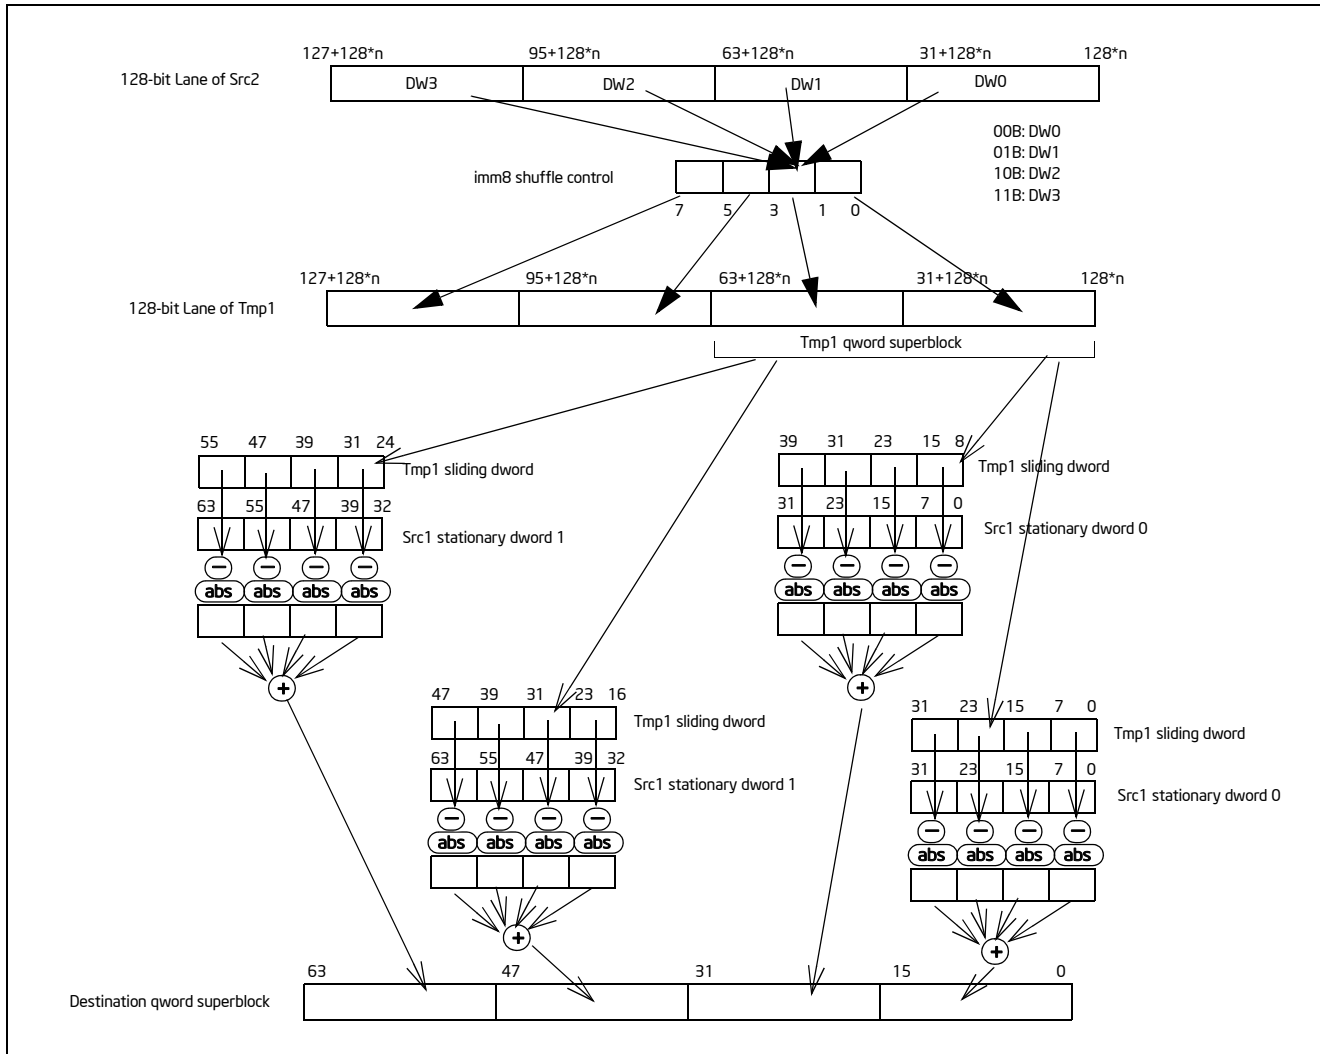 127+128*n 95+128*n 63+128*n 31+128*n 128*n
128-bit Lane of Src2
DW3 DW2 DW1 DW0
00B: DW0
01B: DW1
10B: DW2
11B: DW3
imm8 shuffle control
7 5 3 1 0
127+128*n 95+128*n 63+128*n 31+128*n 128*n
128-bit Lane of Tmp1
Tmp1 qword superblock
55 47 39 31 24
Tmp1 sliding dword
63 55 47 39 32
Src1 stationary dword 1
− − − −
abs abs abs abs
+
39 31 23 15 8
Tmp1 sliding dword
31 23 15 7 0
Src1 stationary dword 0
− − − −
abs abs abs abs
+
47 39 31 23 16
Tmp1 sliding dword
63 55 47 39 32
Src1 stationary dword 1
− − − −
abs abs abs abs
+
31 23 15 7 0
Tmp1 sliding dword
31 23 15 7 0
Src1 stationary dword 0
− − − −
abs abs abs abs
+
63 47 31 15 0
Destination qword superblock